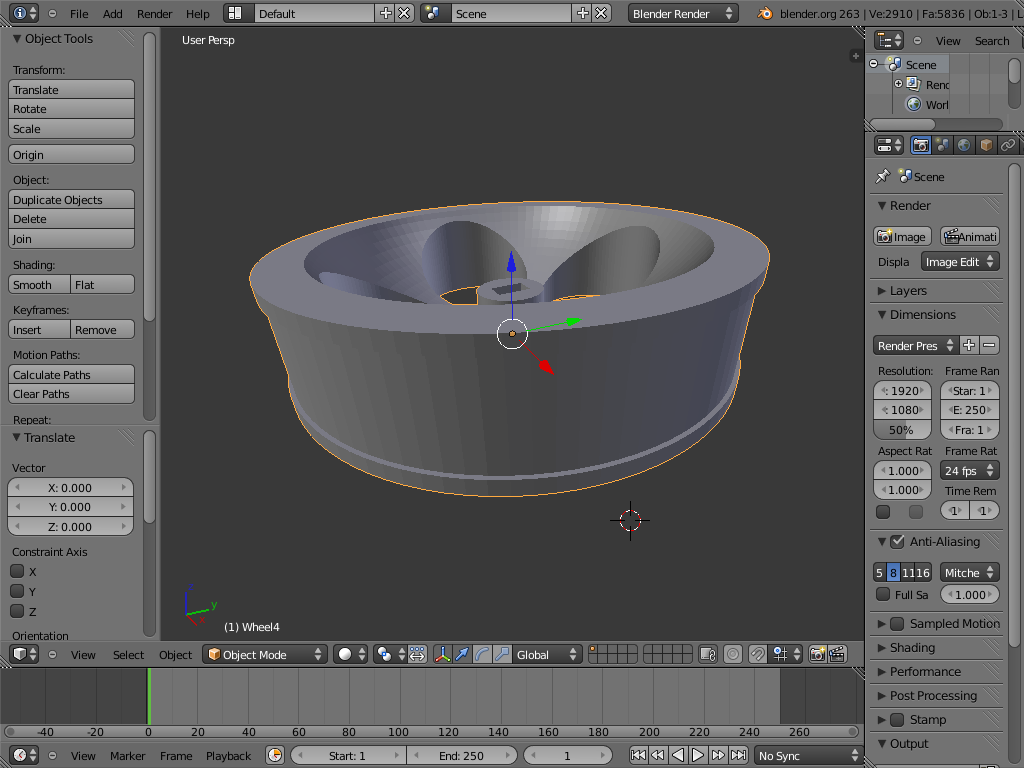 File Add Render Help Default Scene Blender Render blender.org 263 | Ve:2910 | Fa:5836 | Ob:1-3 | L
Object Tools
Transform:
Translate
Rotate
Scale
Origin
Object:
Duplicate Objects
Delete
Join
Shading:
Smooth Flat
Keyframes:
Insert Remove
Motion Paths:
Calculate Paths
Clear Paths
Repeat:
Translate
Vector
X: 0.000
Y: 0.000
Z: 0.000
Constraint Axis
X
Y
Z
Orientation
User Persp
z
y
(1) Wheel4
View Select Object Object Mode Global
View Search
Scene
Renc
Worl
Scene
Render
Image Animati
Displa Image Edit
Layers
Dimensions
Render Pres
Resolution: Frame Ran
: 1920 Star: 1
: 1080 E: 250
50% Fra: 1
Aspect Rat Frame Rat
1.000 24 fps
1.000 Time Rem
1 1
Anti-Aliasing
5 8 11 16 Mitche
Full Sa 1.000
Sampled Motion
Shading
Performance
Post Processing
Stamp
Output
-40 -20 0 20 40 60 80 100 120 140 160 180 200 220 240 260
View Marker Frame Playback Start: 1 End: 250 1 No Sync